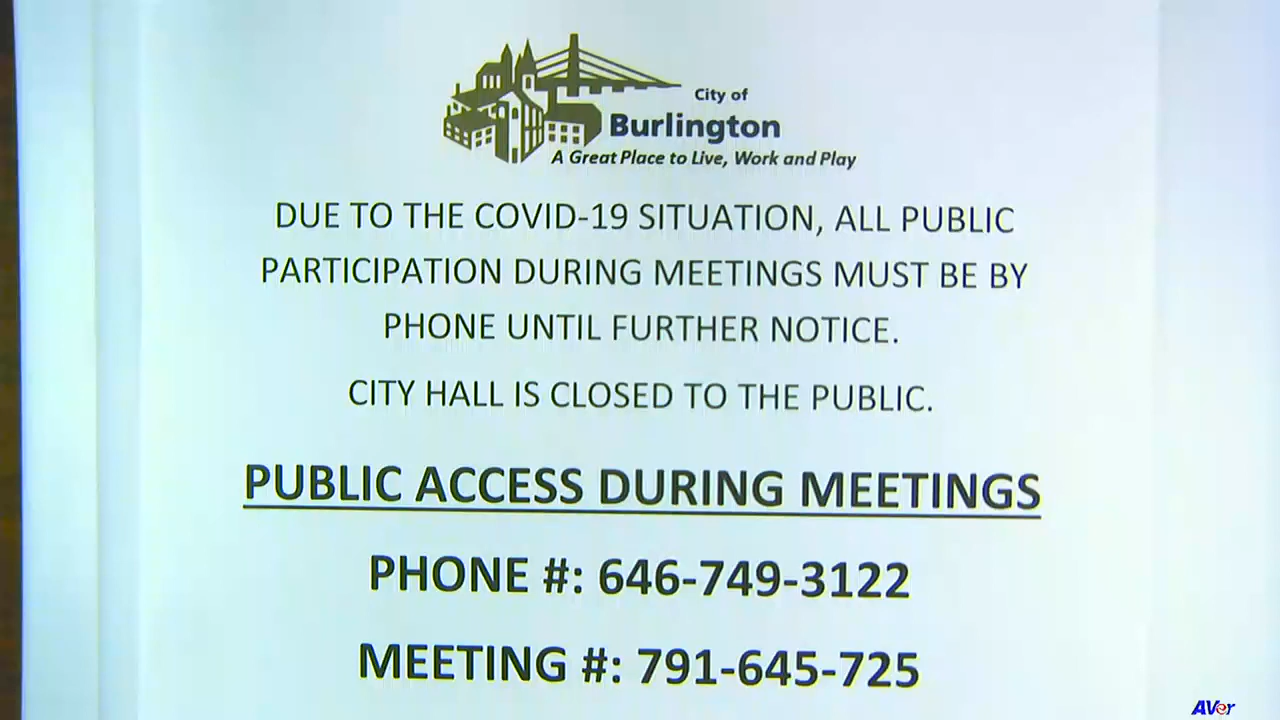 City of
Burlington
A Great Place to Live, Work and Play
DUE TO THE COVID-19 SITUATION, ALL PUBLIC
PARTICIPATION DURING MEETINGS MUST BE BY
PHONE UNTIL FURTHER NOTICE.
CITY HALL IS CLOSED TO THE PUBLIC.
PUBLIC ACCESS DURING MEETINGS
PHONE #: 646-749-3122
MEETING #: 791-645-725
AVer